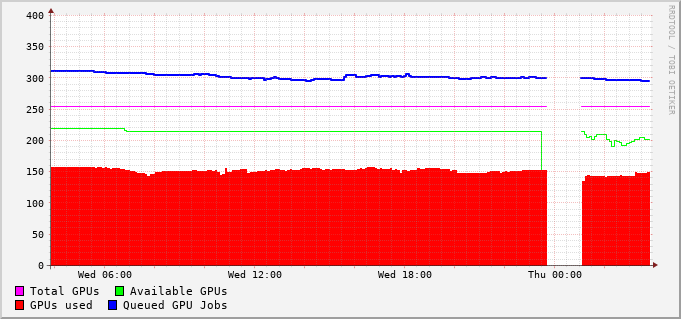 400
350
300
250
200
150
100
50
0
Wed 06:00 Wed 12:00 Wed 18:00 Thu 00:00
Total GPUs Available GPUs
GPUs used Queued GPU Jobs
RRDTOOL / TOBI OETIKER